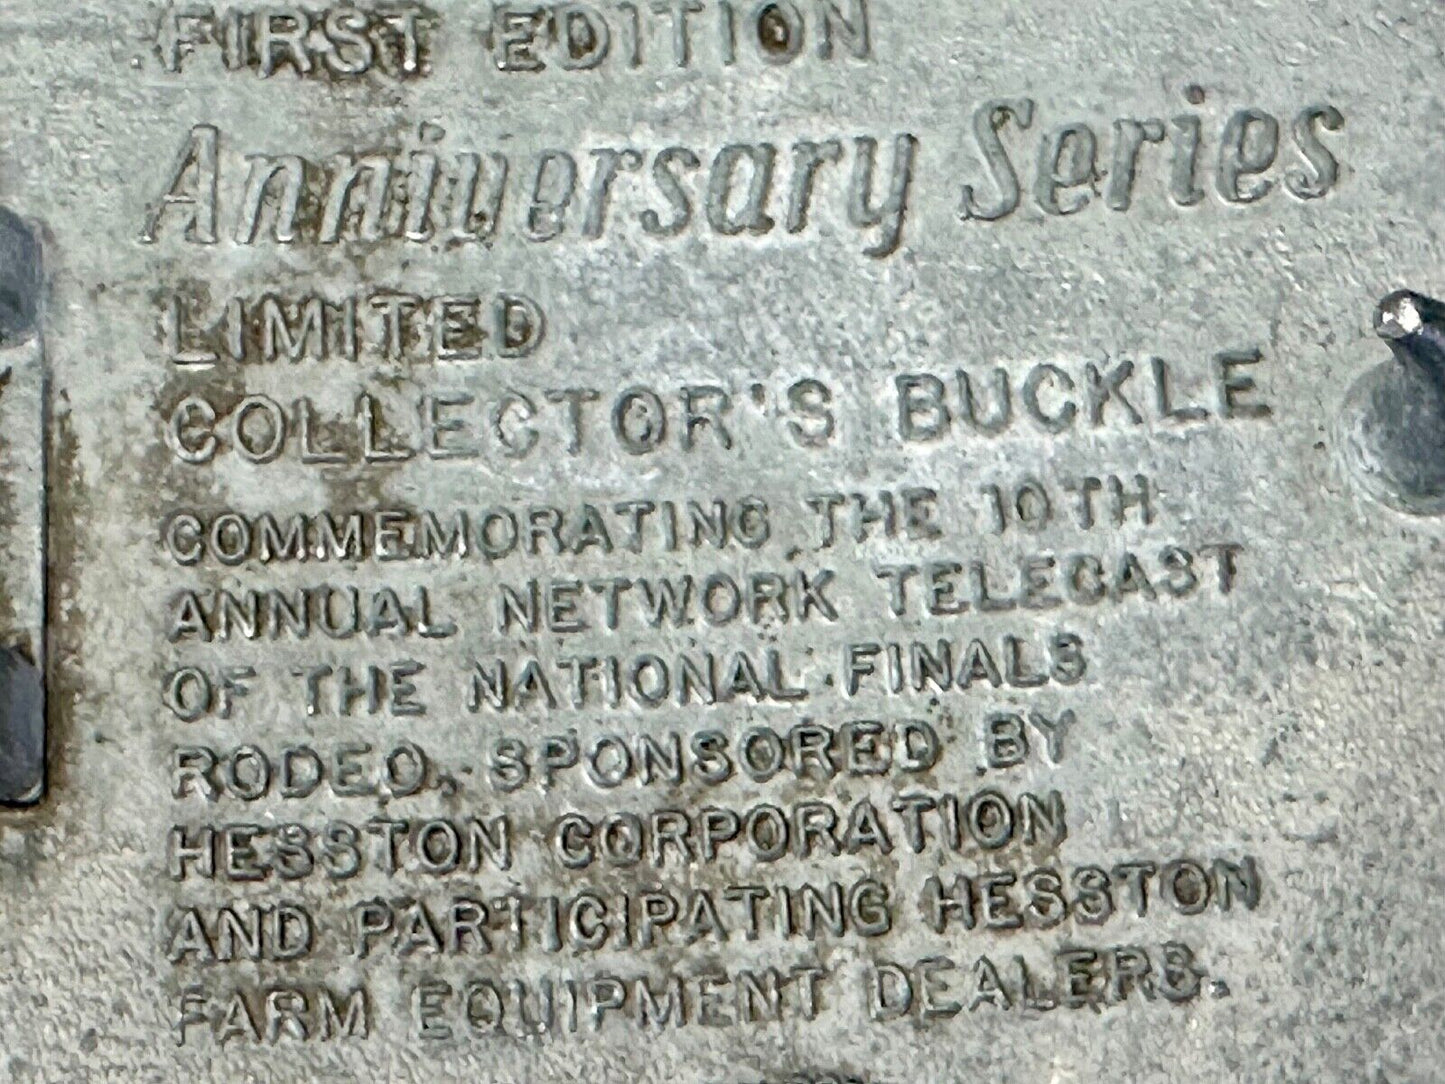 FIRST EDITION
Anniversary Series
LIMITED
COLLECTOR'S BUCKLE
COMMEMORATING THE 10TH
ANNUAL NETWORK TELECAST
OF THE NATIONAL FINALS
RODEO. SPONSORED BY
HESSTON CORPORATION
AND PARTICIPATING HESSTON
FARM EQUIPMENT DEALERS.